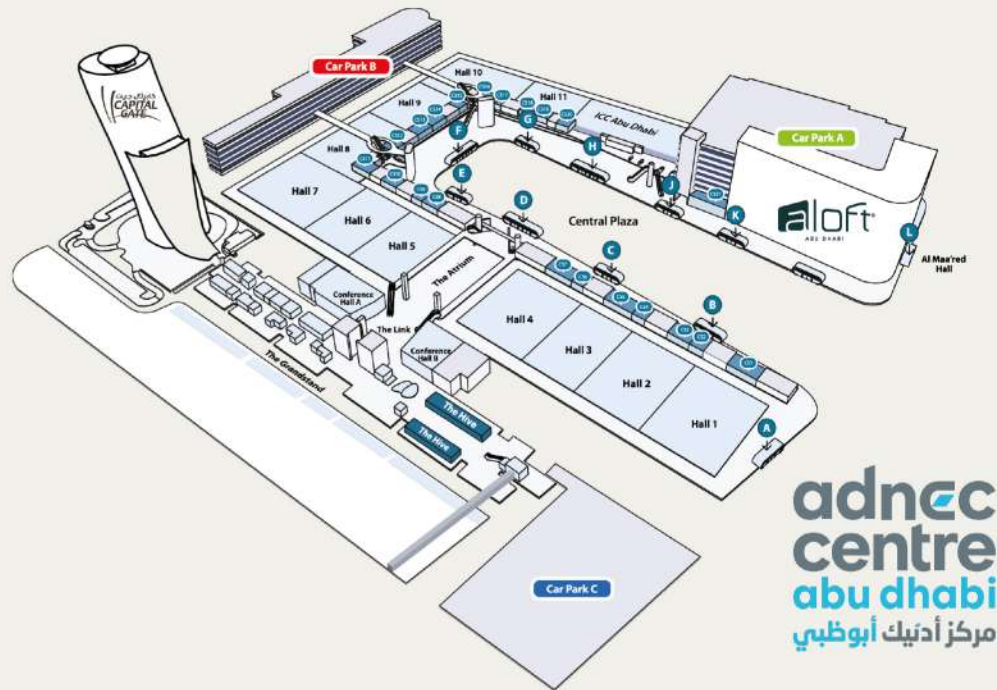 Car Park B
كابيتال جيت
CAPITAL
GATE
Hall 10
Hall 11
ICC Abu Dhabi
Car Park A
Hall 9
Hall 8
Hall 7
Hall 6
Hall 5
F
G
H
E
D
J
K
L
Central Plaza
aloft
ABU DHABI
Al Maa'red
Hall
C
B
A
The Atrium
Conference
Hall A
The Link
Conference
Hall B
Hall 4
Hall 3
Hall 2
Hall 1
The Grandstand
The Hive
The Hive
Car Park C
adnec
centre
abu dhabi
مركز أدنيك أبوظبي